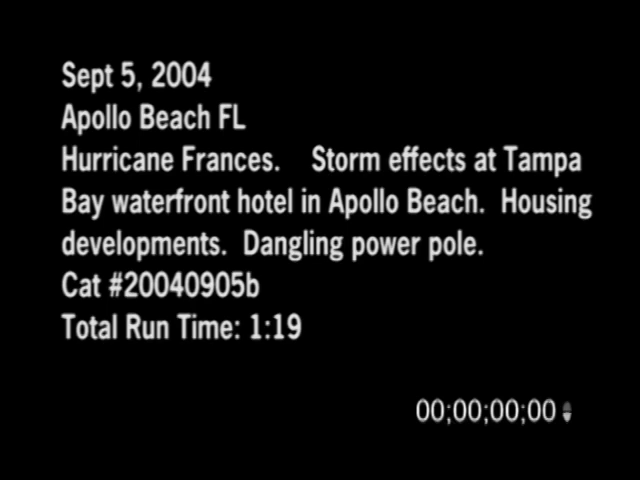 Sept 5, 2004
Apollo Beach FL
Hurricane Frances.    Storm effects at Tampa
Bay waterfront hotel in Apollo Beach.  Housing
developments.  Dangling power pole.
Cat #20040905b
Total Run Time: 1:19
00;00;00;00